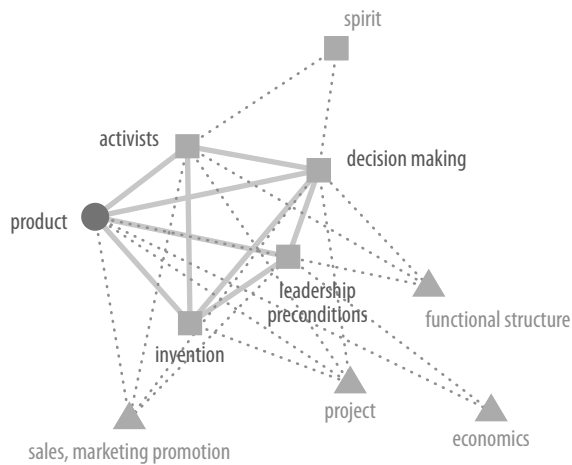 spirit
activists
decision making
product
leadership
preconditions
functional structure
invention
project
economics
sales, marketing promotion